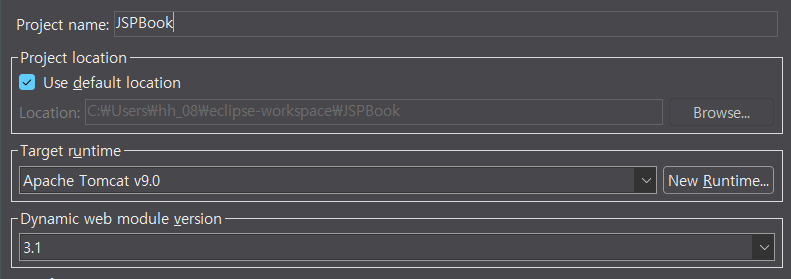 Project name: JSPBook
Project location
Use default location
Location: C:₩Users₩hh_08₩eclipse-workspace₩JSPBook
Browse...
Target runtime
Apache Tomcat v9.0
New Runtime...
Dynamic web module version
3.1